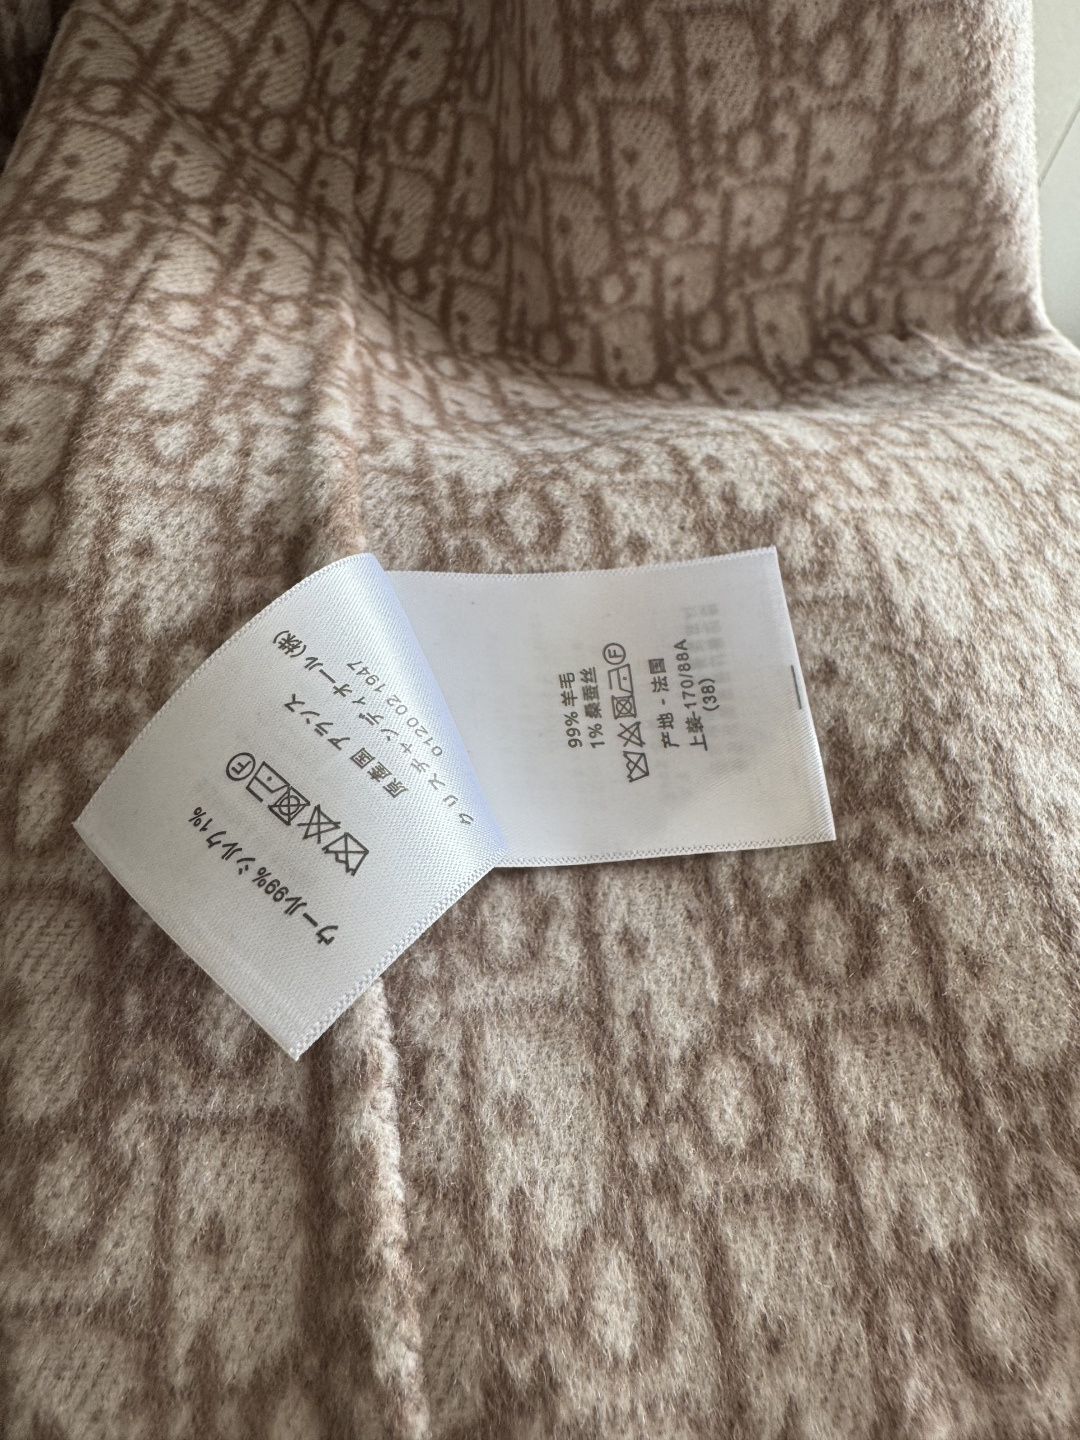 ウール99% シルク1%
F
原産国 フランス
クリスチャン ディオール(株)
0120 02 1947
99% 羊毛
1% 桑蚕丝
F
产地 - 法国
上装-170/88A
(38)